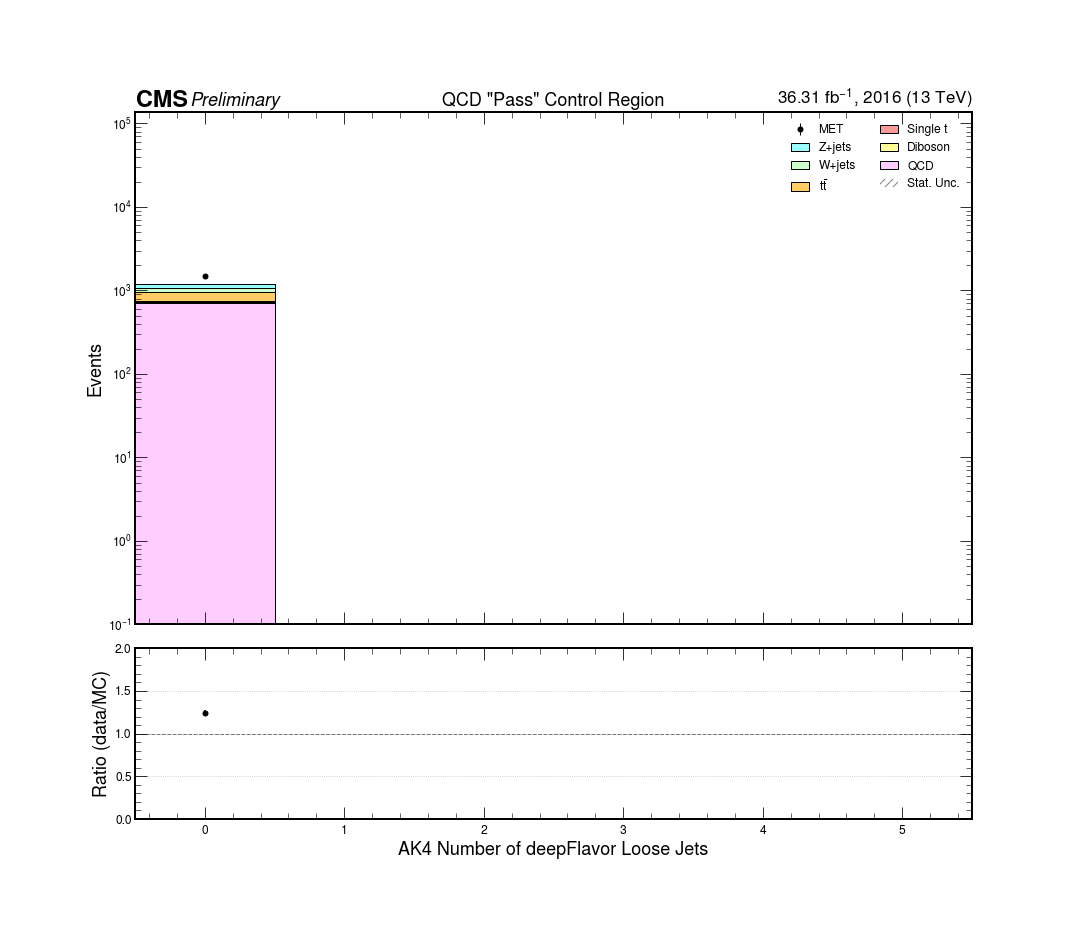 CMS Preliminary QCD "Pass" Control Region 36.31 fb⁻¹, 2016 (13 TeV)
MET Single t
Z+jets Diboson
W+jets QCD
tt̄ Stat. Unc.
10⁵
10⁴
10³
10²
10¹
10⁰
10⁻¹
Events
2.0
1.5
1.0
0.5
0.0
Ratio (data/MC)
0 1 2 3 4 5
AK4 Number of deepFlavor Loose Jets